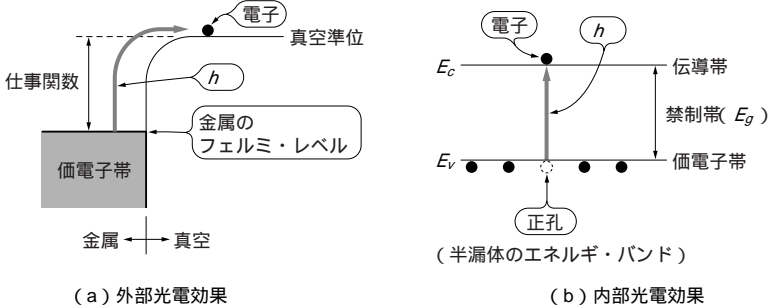 電子
真空準位
仕事関数
h
金属の
フェルミ・レベル
価電子帯
金属
真空
(a)外部光電効果
電子
h
Ec
伝導帯
禁制帯(Eg)
Ev
価電子帯
正孔
(半漏体のエネルギ・バンド)
(b)内部光電効果